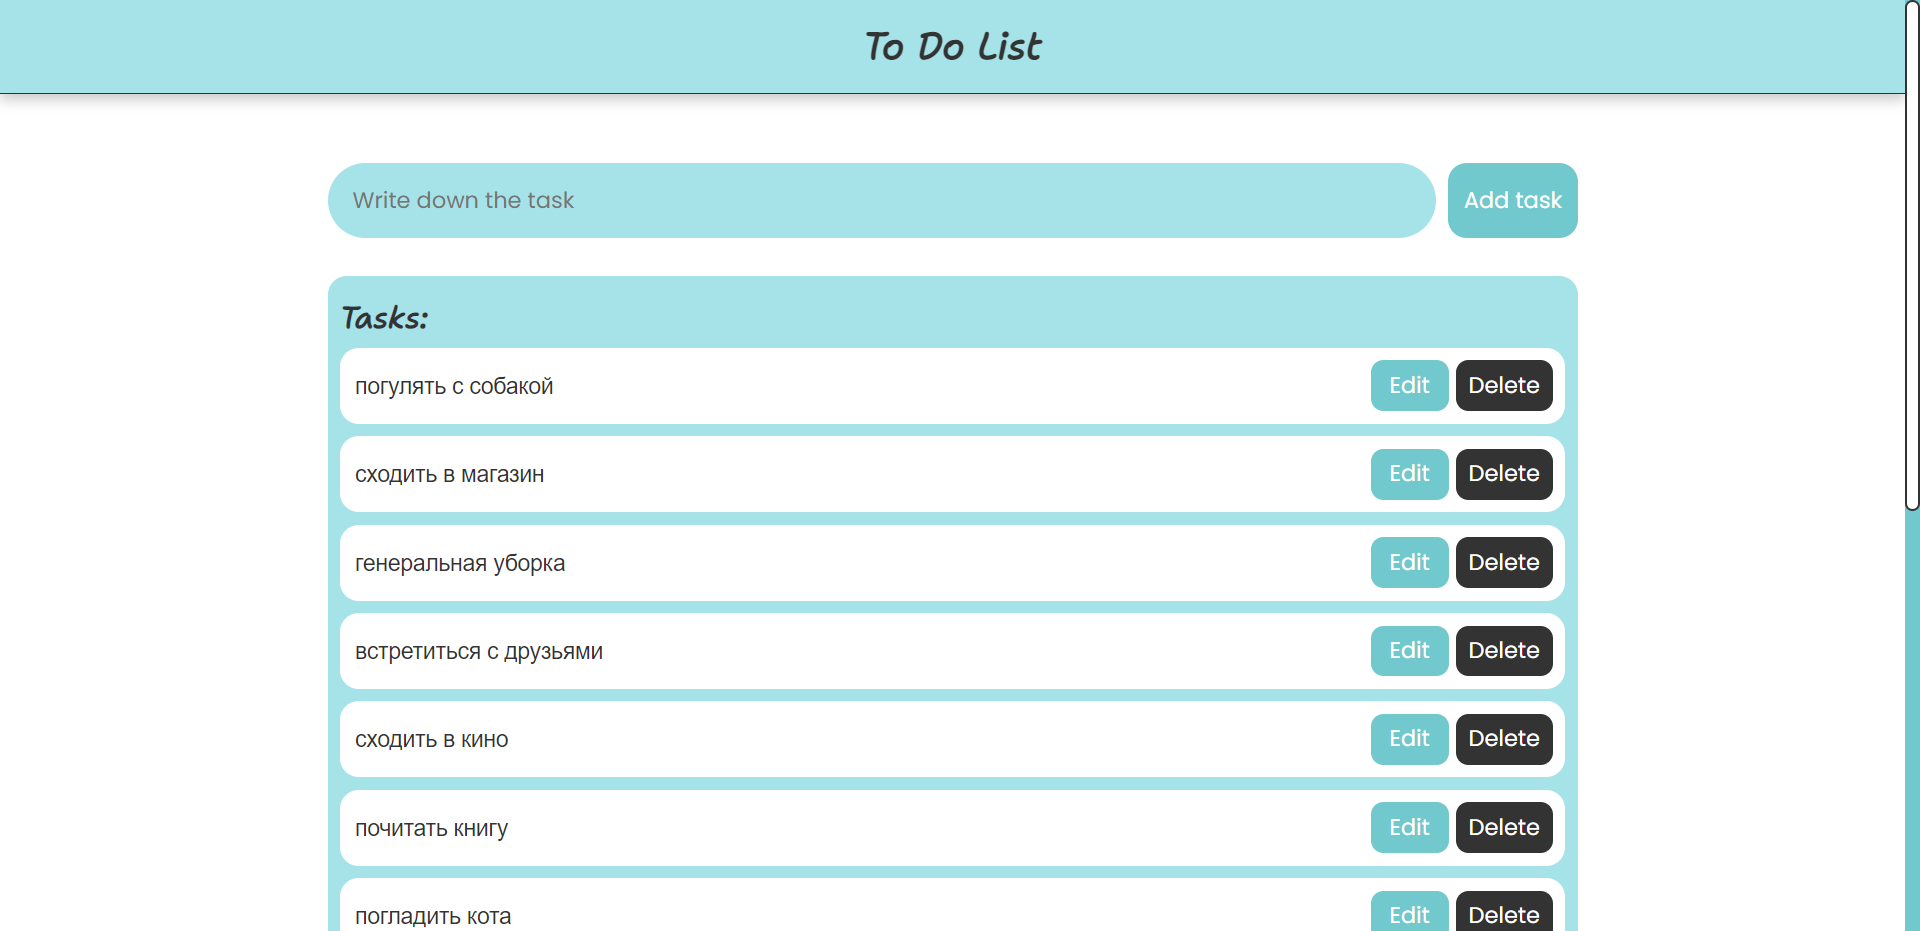 To Do List
Write down the task
Add task
Tasks:
погулять с собакой Edit Delete
сходить в магазин Edit Delete
генеральная уборка Edit Delete
встретиться с друзьями Edit Delete
сходить в кино Edit Delete
почитать книгу Edit Delete
погладить кота Edit Delete